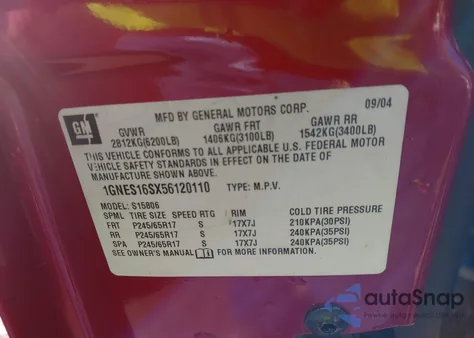 09/04
MFD BY GENERAL MOTORS CORP.
GM
GVWR GAWR FRT GAWR RR
2812KG(6200LB) 1406KG(3100LB) 1542KG(3400LB)
THIS VEHICLE CONFORMS TO ALL APPLICABLE U.S. FEDERAL MOTOR
VEHICLE SAFETY STANDARDS IN EFFECT ON THE DATE OF
MANUFACTURE SHOWN ABOVE.
1GNES16SX56120110 TYPE: M.P.V.
MODEL: S15806
SPML TIRE SIZE SPEED RTG RIM COLD TIRE PRESSURE
FRT P245/65R17 S 17X7J 210KPA(30PSI)
RR P245/65R17 S 17X7J 240KPA(35PSI)
SPA P245/65R17 S 17X7J 240KPA(35PSI)
SEE OWNER'S MANUAL FOR MORE INFORMATION.
autoSnap